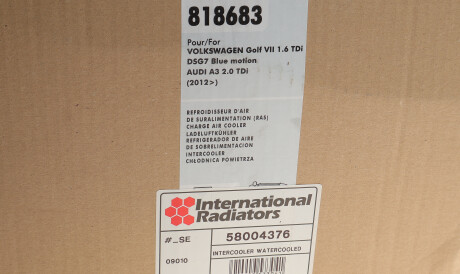 818683
Pour/For
VOLKSWAGEN Golf VII 1.6 TDi
DSG7 Blue motion
AUDI A3 2.0 TDi
(2012>)
REFROIDISSEUR D'AIR
DE SURALIMENTATION (RAS)
CHARGE AIR COOLER
LADELUFTKÜHLER
REFRIGERADOR DE AIRE
DE SOBRELIMENTACION
INTERCOOLER
CHLODNICA POWIETRZA
International
Radiators
#_SE
58004376
INTERCOOLER WATERCOOLED
09010